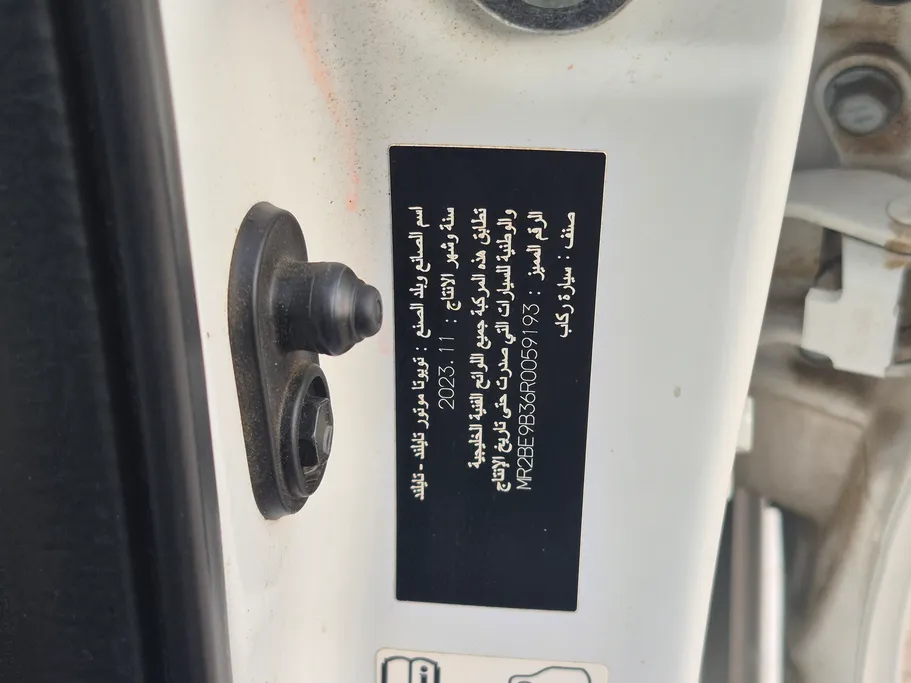 اسم الصانع وبلد الصنع : تويوتا موتور تايلند - تايلند
سنة وشهر الانتاج : 2023.11
تطابق هذه المركبة جميع اللوائح الفنية الخليجية
والوطنية للسيارات التي صدرت حتى تاريخ الإنتاج
الرقم المميز : MR2BE9B36R0059193
صنف : سيارة ركاب
i